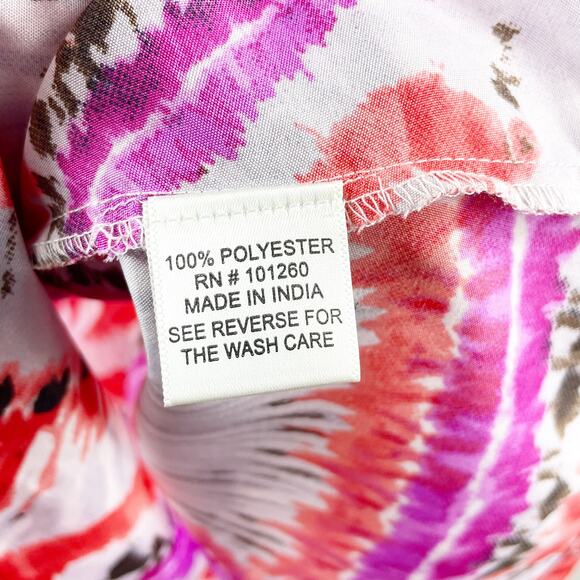 100% POLYESTER
RN # 101260
MADE IN INDIA
SEE REVERSE FOR
THE WASH CARE